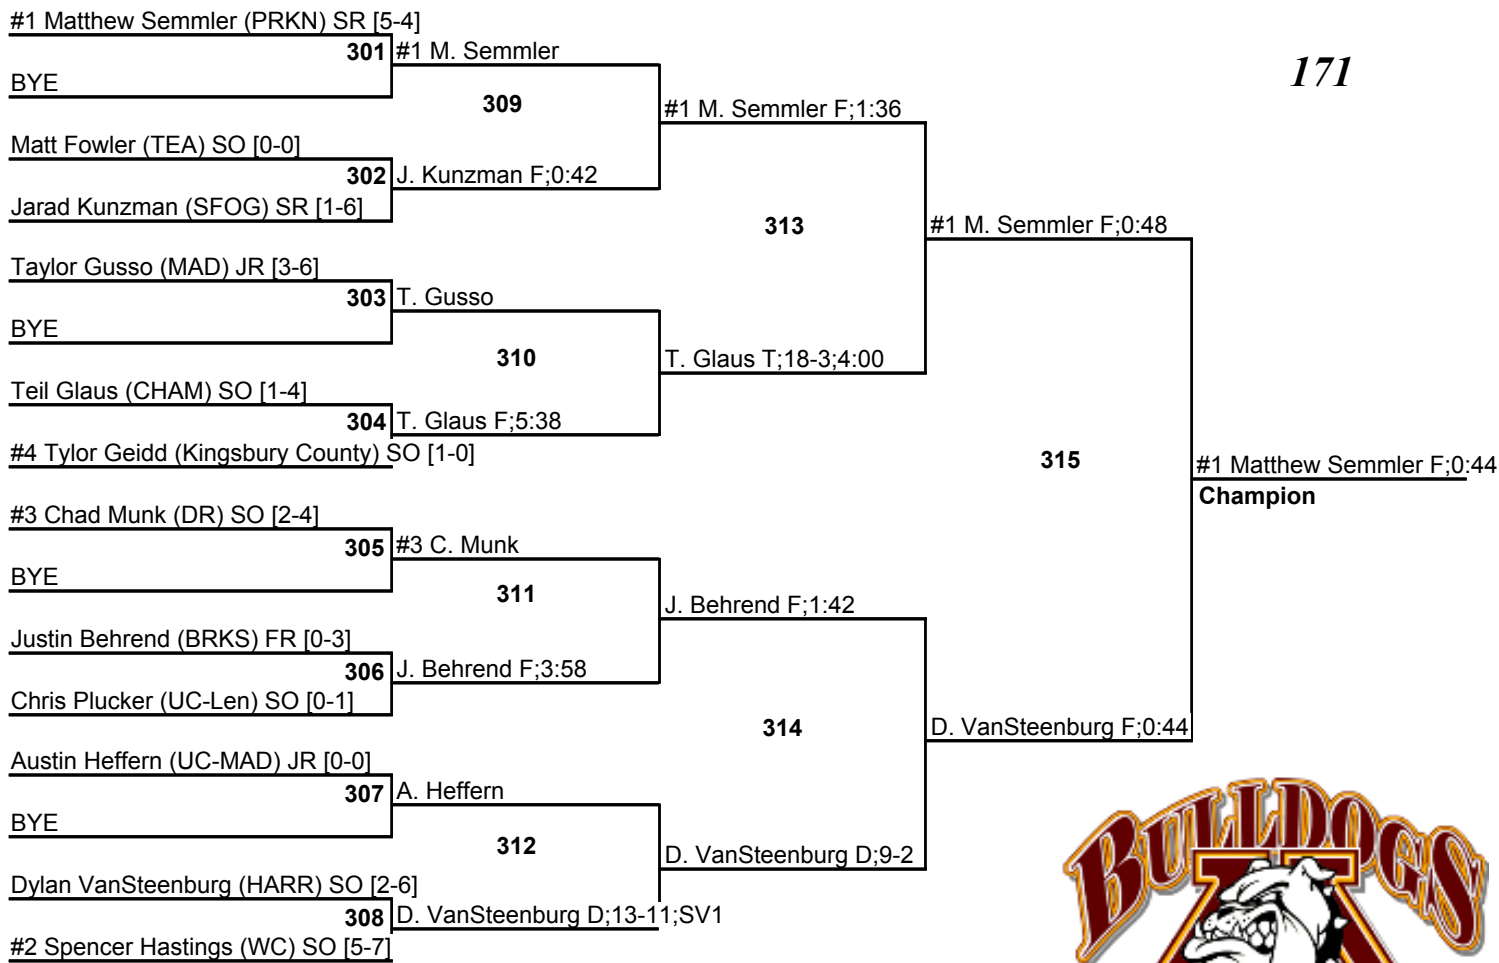 #1 Matthew Semmler (PRKN) SR [5-4]
301
#1 M. Semmler
BYE
171
309
#1 M. Semmler F;1:36
Matt Fowler (TEA) SO [0-0]
302
J. Kunzman F;0:42
Jarad Kunzman (SFOG) SR [1-6]
313
#1 M. Semmler F;0:48
Taylor Gusso (MAD) JR [3-6]
303
T. Gusso
BYE
310
T. Glaus T;18-3;4:00
Teil Glaus (CHAM) SO [1-4]
304
T. Glaus F;5:38
#4 Tylor Geidd (Kingsbury County) SO [1-0]
315
#1 Matthew Semmler F;0:44
Champion
#3 Chad Munk (DR) SO [2-4]
305
#3 C. Munk
BYE
311
J. Behrend F;1:42
Justin Behrend (BRKS) FR [0-3]
306
J. Behrend F;3:58
Chris Plucker (UC-Len) SO [0-1]
314
D. VanSteenburg F;0:44
Austin Heffern (UC-MAD) JR [0-0]
307
A. Heffern
BYE
312
D. VanSteenburg D;9-2
Dylan VanSteenburg (HARR) SO [2-6]
308
D. VanSteenburg D;13-11;SV1
#2 Spencer Hastings (WC) SO [5-7]
BULLDOGS